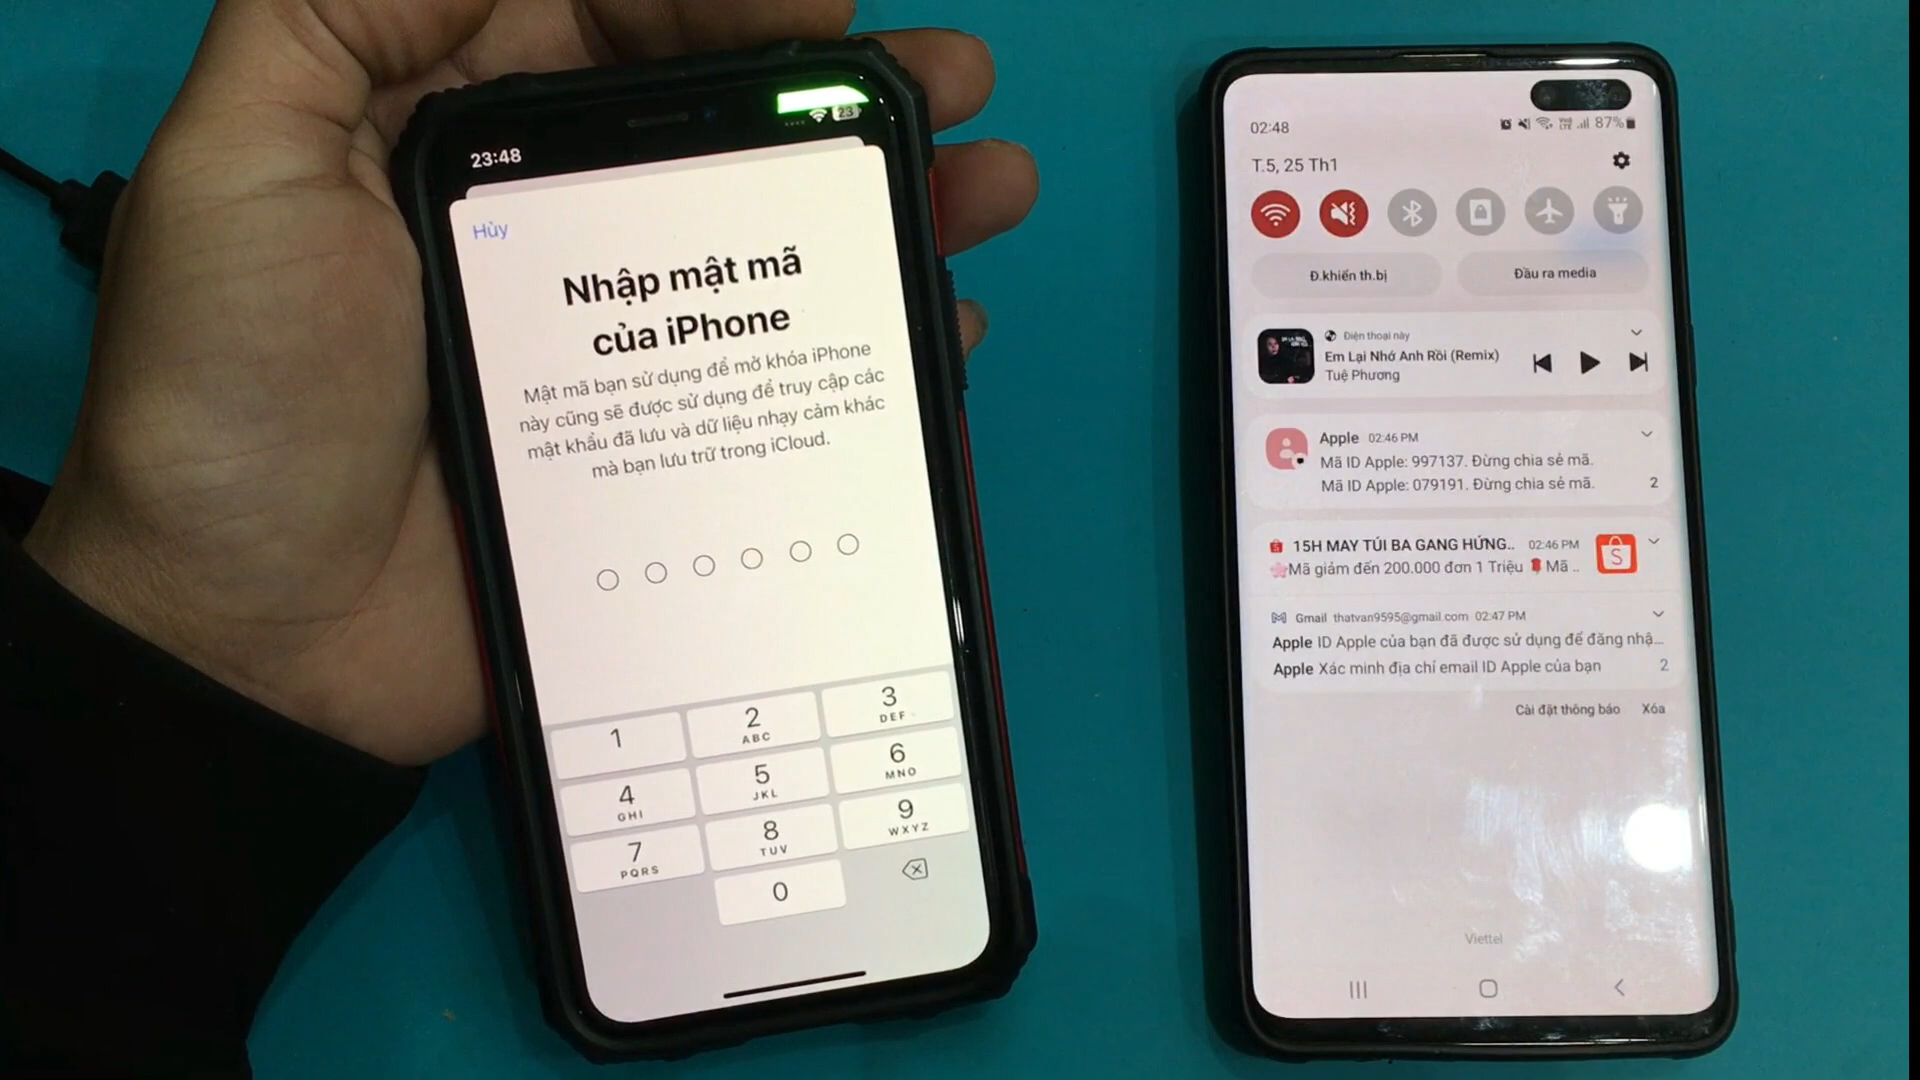 23:48
23
Hủy
Nhập mật mã
của iPhone
Mật mã bạn sử dụng để mở khóa iPhone
này cũng sẽ được sử dụng để truy cập các
mật khẩu đã lưu và dữ liệu nhạy cảm khác
mà bạn lưu trữ trong iCloud.
1
2
ABC
3
DEF
4
GHI
5
JKL
6
MNO
7
PQRS
8
TUV
9
WXYZ
0
02:48
87%
T.5, 25 Th1
Đ.khiển th.bị
Đầu ra media
Điện thoại này
Em Lại Nhớ Anh Rồi (Remix)
Tuệ Phương
Apple 02:46 PM
Mã ID Apple: 997137. Đừng chia sẻ mã.
Mã ID Apple: 079191. Đừng chia sẻ mã. 2
15H MAY TÚI BA GANG HỨNG.. 02:46 PM
Mã giảm đến 200.000 đơn 1 Triệu Mã ..
Gmail thatvan9595@gmail.com 02:47 PM
Apple ID Apple của bạn đã được sử dụng để đăng nhậ...
Apple Xác minh địa chỉ email ID Apple của bạn 2
Cài đặt thông báo Xóa
Viettel